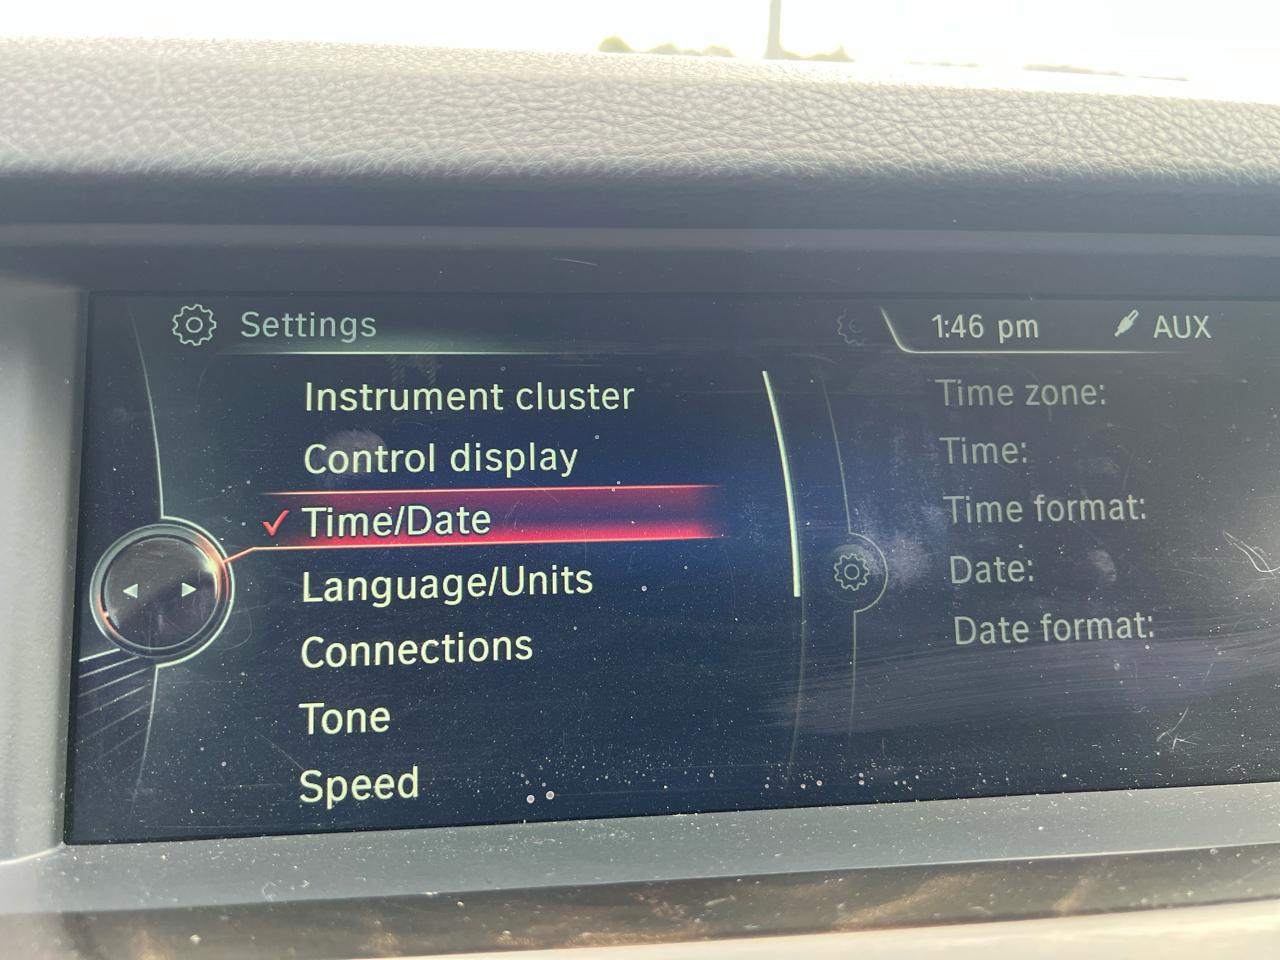 Settings
1:46 pm
AUX
Instrument cluster
Control display
Time/Date
Language/Units
Connections
Tone
Speed
Time zone:
Time:
Time format:
Date:
Date format: